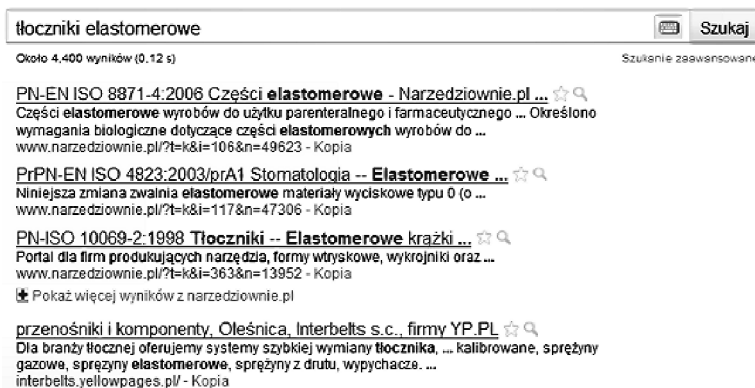 tłoczniki elastomerowe
Szukaj
Około 4,400 wyników (0.12 s)
Szukanie zaawansowane
PN-EN ISO 8871-4:2006 Części elastomerowe - Narzedziownie.pl ...
Części elastomerowe wyrobów do użytku parenteralnego i farmaceutycznego ... Określono
wymagania biologiczne dotyczące części elastomerowych wyrobów do ...
www.narzedziownie.pl/?t=k&i=106&n=49623 - Kopia
PrPN-EN ISO 4823:2003/prA1 Stomatologia -- Elastomerowe ...
Niniejsza zmiana zwalnia elastomerowe materiały wyciskowe typu 0 (o ...
www.narzedziownie.pl/?t=k&i=117&n=47306 - Kopia
PN-ISO 10069-2:1998 Tłoczniki -- Elastomerowe krążki ...
Portal dla firm produkujących narzędzia, formy wtryskowe, wykrojniki oraz ...
www.narzedziownie.pl/?t=k&i=363&n=13952 - Kopia
Pokaż więcej wyników z narzedziownie.pl
przenośniki i komponenty, Oleśnica, Interbelts s.c., firmy YP.PL
Dla branży tłocznej oferujemy systemy szybkiej wymiany tłocznika, ... kalibrowane, sprężyny
gazowe, sprężyny elastomerowe, sprężyny z drutu, wypychacze. ...
interbelts.yellowpages.pl/ - Kopia